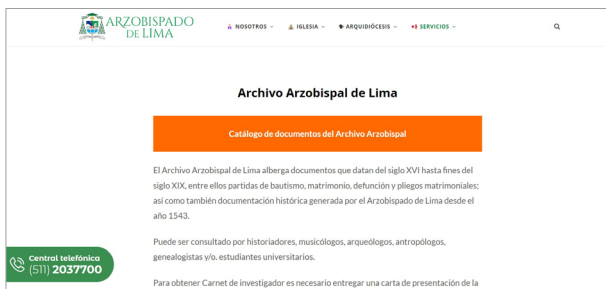 ARZOBISPADO
DE LIMA
NOSOTROS
IGLESIA
ARQUIDIÓCESIS
SERVICIOS
Archivo Arzobispal de Lima
Catálogo de documentos del Archivo Arzobispal
El Archivo Arzobispal de Lima alberga documentos que datan del siglo XVI hasta fines del
siglo XIX, entre ellos partidas de bautismo, matrimonio, defunción y pliegos matrimoniales;
así como también documentación histórica generada por el Arzobispado de Lima desde el
año 1543.
Puede ser consultado por historiadores, musicólogos, arqueólogos, antropólogos,
genealogistas y/o. estudiantes universitarios.
Central telefónica
(511) 2037700
Para obtener Carnet de investigador es necesario entregar una carta de presentación de la